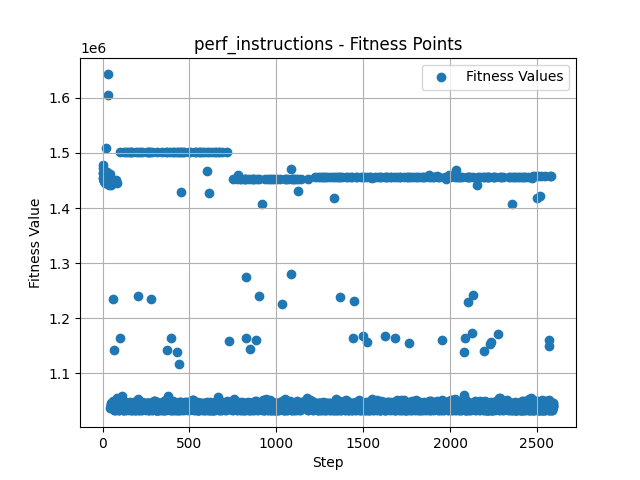 perf_instructions - Fitness Points
1e6
Fitness Values
1.6
1.5
1.4
1.3
1.2
1.1
Fitness Value
0
500
1000
1500
2000
2500
Step